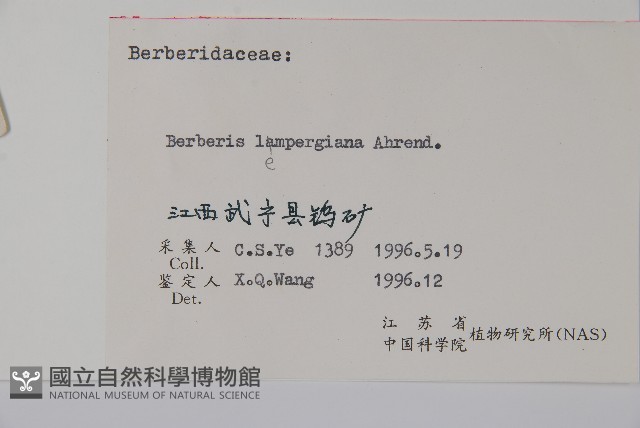 Berberidaceae:
Berberis lampergiana Ahrend.
e
江西武宁县钨矿
采集人 C.S.Ye 1389 1996.5.19
Coll.
鉴定人 X.Q.Wang 1996.12
Det.
江苏省
中国科学院 植物研究所(NAS)
國立自然科學博物館
NATIONAL MUSEUM OF NATURAL SCIENCE